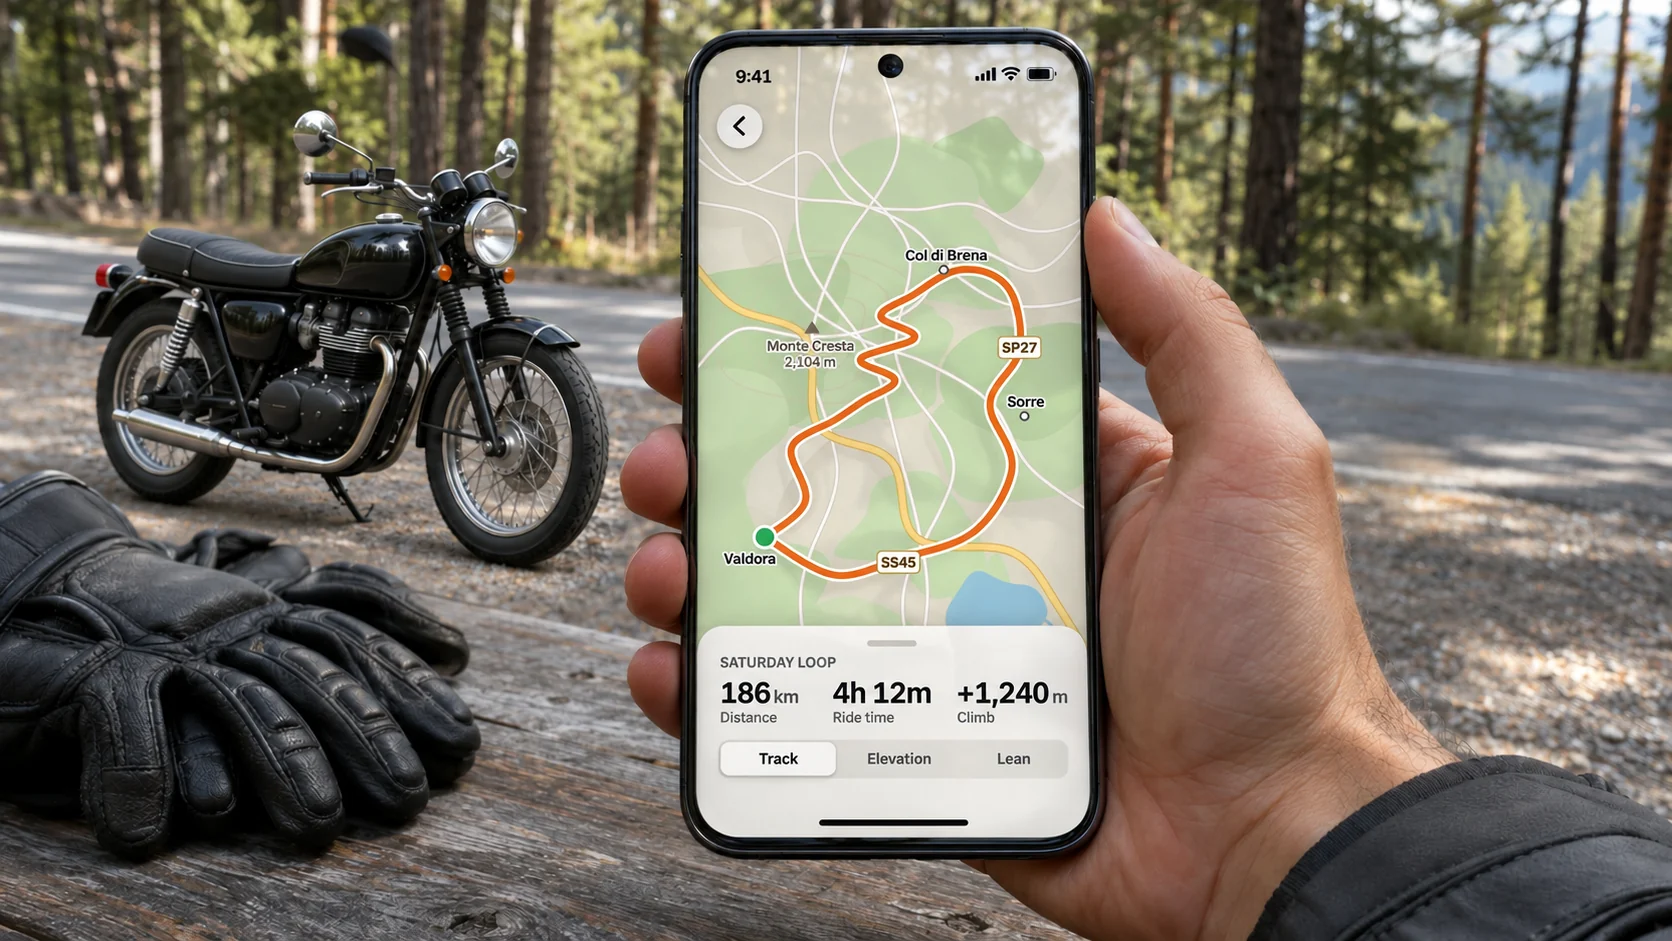 9:41
Col di Brena
SP27
Monte Cresta
2,104 m
Sorre
Valdora
SS45
SATURDAY LOOP
186 km 4h 12m +1,240 m
Distance Ride time Climb
Track Elevation Lean